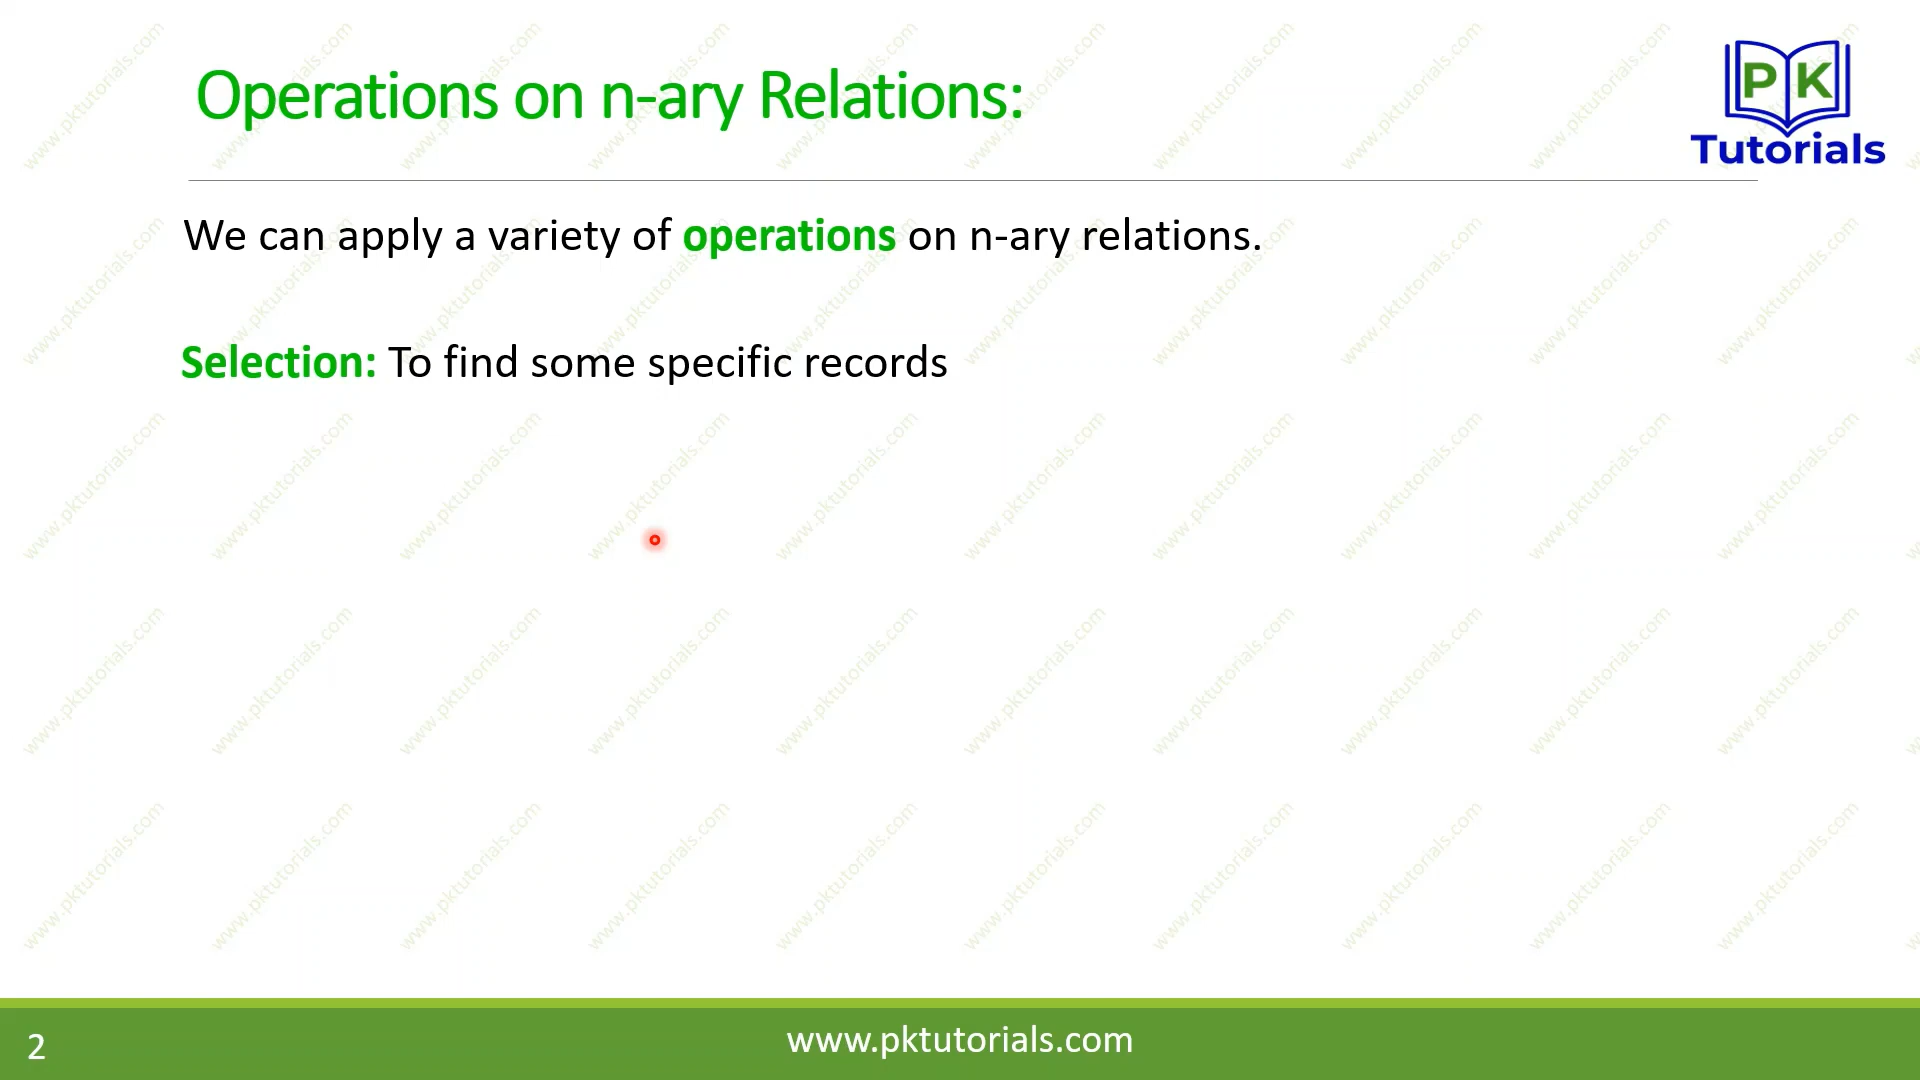 Operations on n-ary Relations:
PK
Tutorials
We can apply a variety of operations on n-ary relations.
Selection: To find some specific records
www.pktutorials.com
2